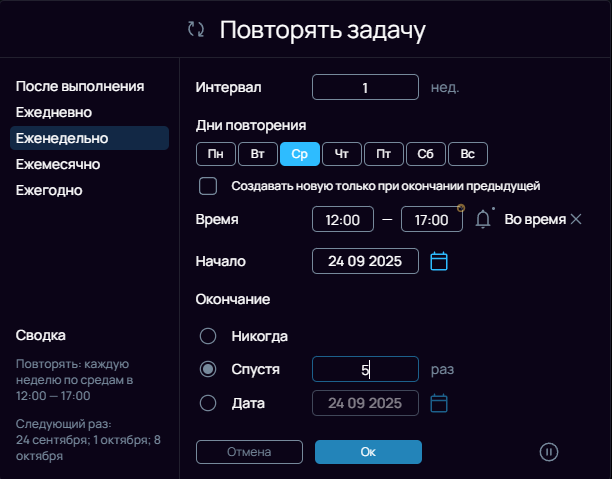 Повторять задачу
После выполнения
Ежедневно
Еженедельно
Ежемесячно
Ежегодно
Сводка
Повторять: каждую
неделю по средам в
12:00 — 17:00
Следующий раз:
24 сентября; 1 октября; 8
октября
Интервал 1 нед.
Дни повторения
Пн Вт Ср Чт Пт Сб Вс
Создавать новую только при окончании предыдущей
Время 12:00 — 17:00 Во время
Начало 24 09 2025
Окончание
Никогда
Спустя 5 раз
Дата 24 09 2025
Отмена Ок